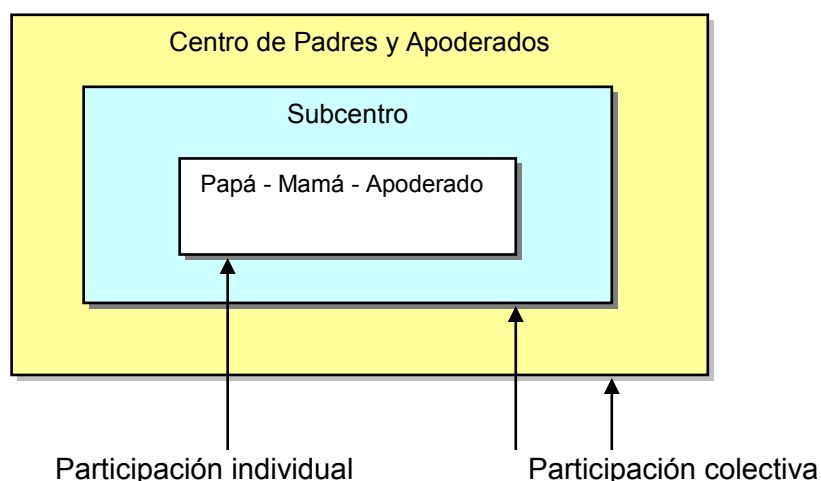 Centro de Padres y Apoderados
Subcentro
Papá - Mamá - Apoderado
Participación individual
Participación colectiva